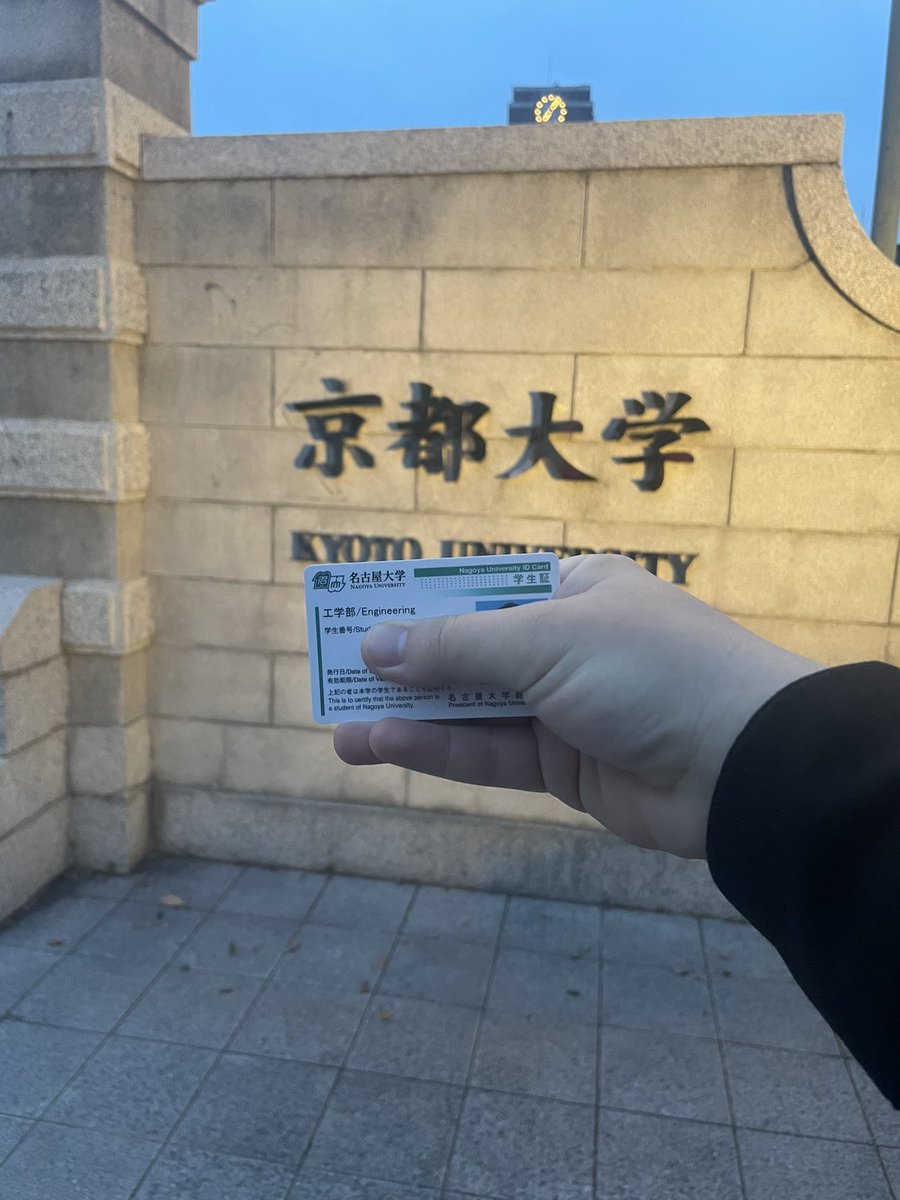 京都大学
KYOTO UNIVERSITY
名古屋大学
NAGOYA UNIVERSITY
Nagoya University ID Card
学生証
工学部/Engineering
学生番号/Stud
発行日/Date of
有効期限/Date of Va
上記の者は本学の学生であることを証明する。
This is to certify that the above person is
a student of Nagoya University.
名古屋大学総
President of Nagoya Univer